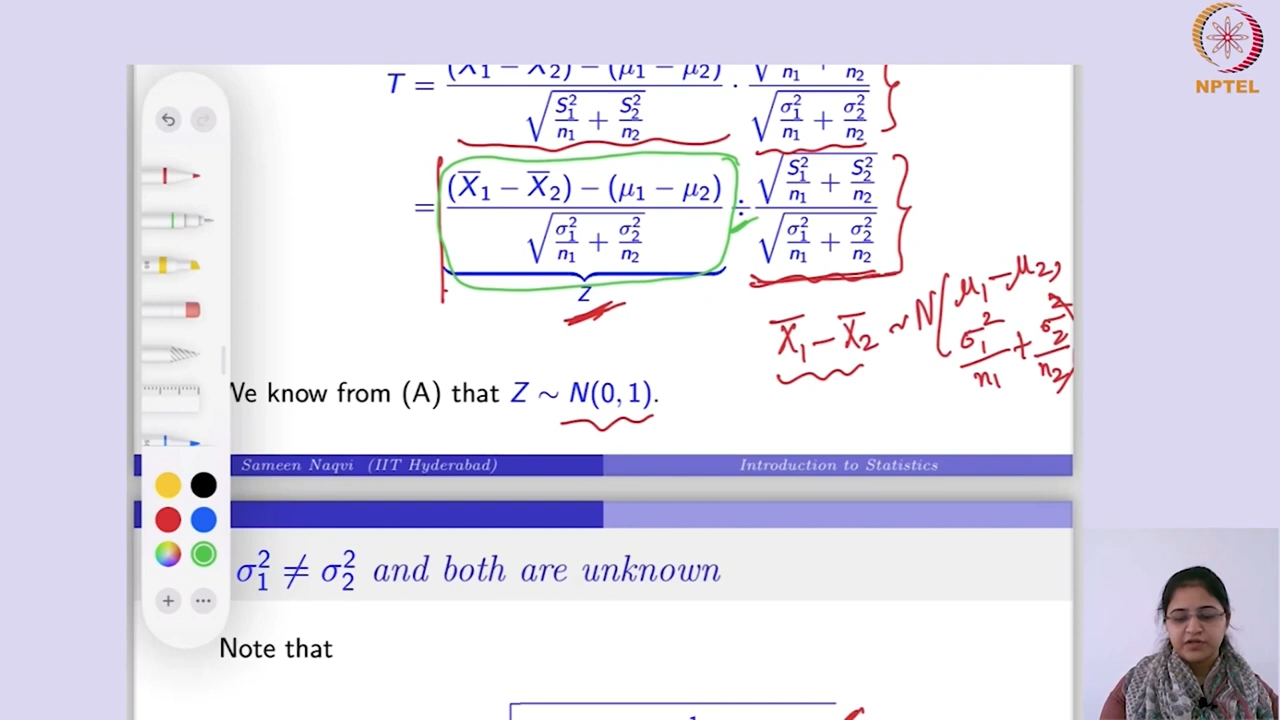 NPTEL
T = (X̅₁ − X̅₂) − (μ₁ − μ₂) / √(S₁²/n₁ + S₂²/n₂) · √(σ₁²/n₁ + σ₂²/n₂)
= (X̅₁ − X̅₂) − (μ₁ − μ₂) / √(σ₁²/n₁ + σ₂²/n₂) ÷ √(S₁²/n₁ + S₂²/n₂) / √(σ₁²/n₁ + σ₂²/n₂)
Z
X̅₁ − X̅₂ ~ N(μ₁ − μ₂, σ₁²/n₁ + σ₂²/n₂)
We know from (A) that Z ∼ N(0, 1).
Sameen Naqvi (IIT Hyderabad) Introduction to Statistics
σ₁² ≠ σ₂² and both are unknown
Note that